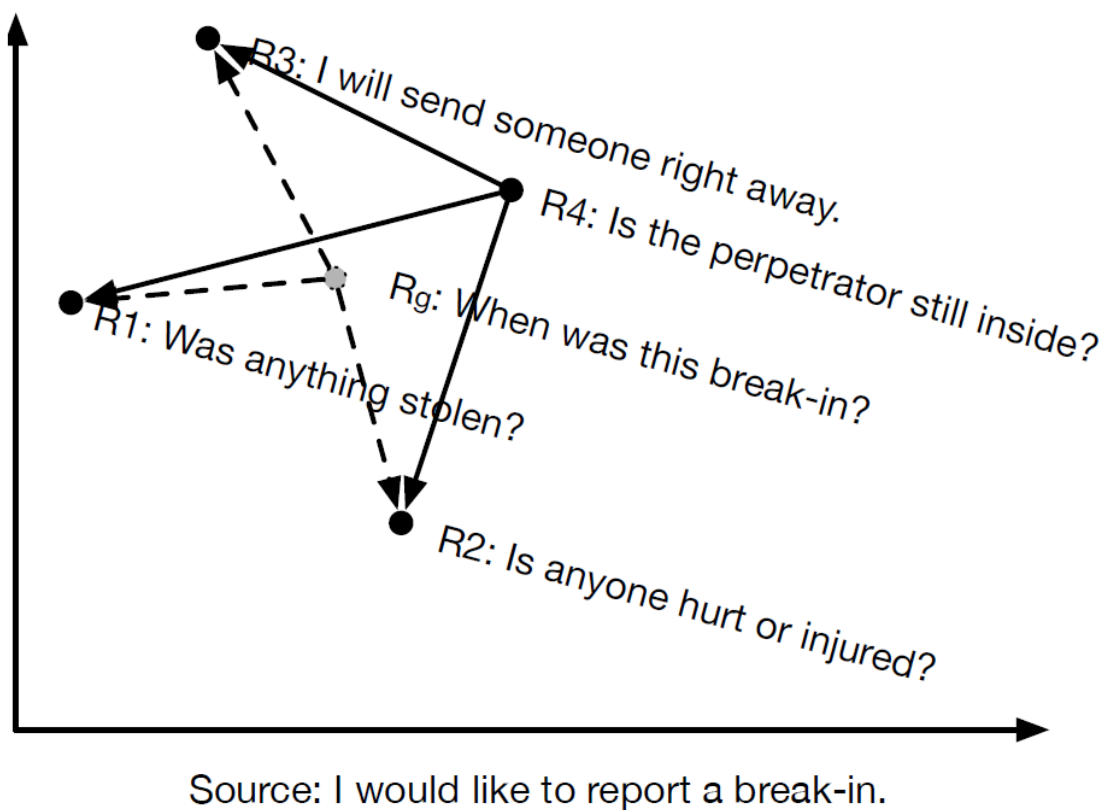 R3: I will send someone right away.
R4: Is the perpetrator still inside?
Rg: When was this break-in?
R1: Was anything stolen?
R2: Is anyone hurt or injured?
Source: I would like to report a break-in.